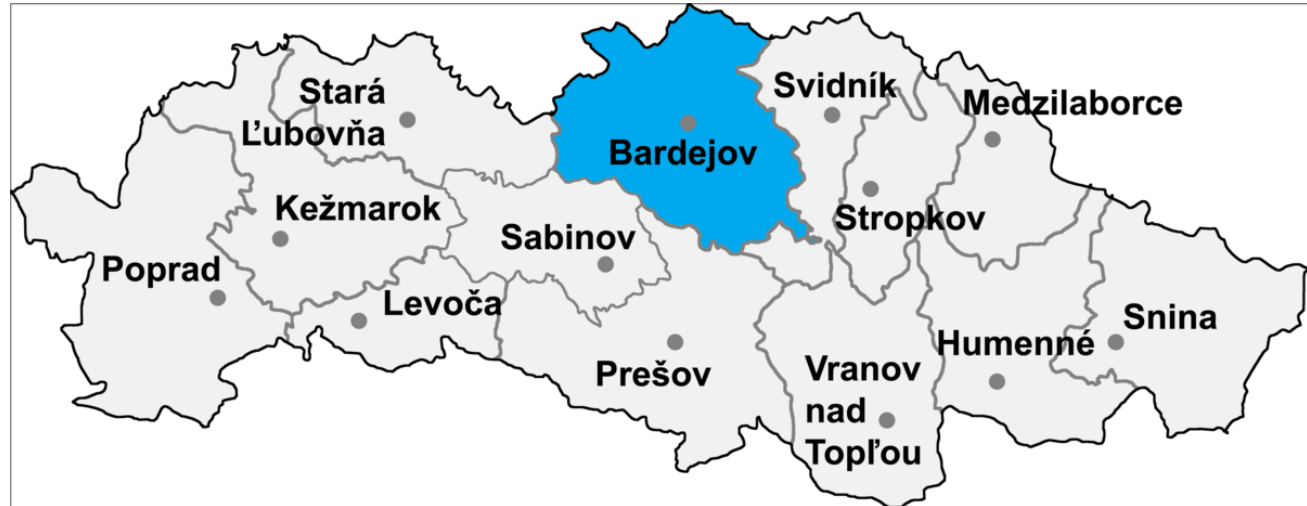 Stará
Ľubovňa
Bardejov
Svidník
Medzilaborce
Kežmarok
Sabinov
Stropkov
Poprad
Levoča
Prešov
Vranov
nad
Topľou
Humenné
Snina